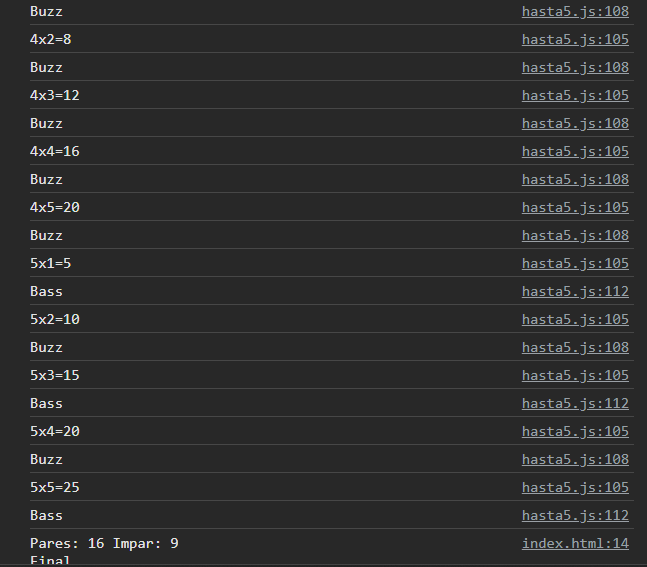 Buzz hasta5.js:108
4x2=8 hasta5.js:105
Buzz hasta5.js:108
4x3=12 hasta5.js:105
Buzz hasta5.js:108
4x4=16 hasta5.js:105
Buzz hasta5.js:108
4x5=20 hasta5.js:105
Buzz hasta5.js:108
5x1=5 hasta5.js:105
Bass hasta5.js:112
5x2=10 hasta5.js:105
Buzz hasta5.js:108
5x3=15 hasta5.js:105
Bass hasta5.js:112
5x4=20 hasta5.js:105
Buzz hasta5.js:108
5x5=25 hasta5.js:105
Bass hasta5.js:112
Pares: 16 Impar: 9 index.html:14
Final